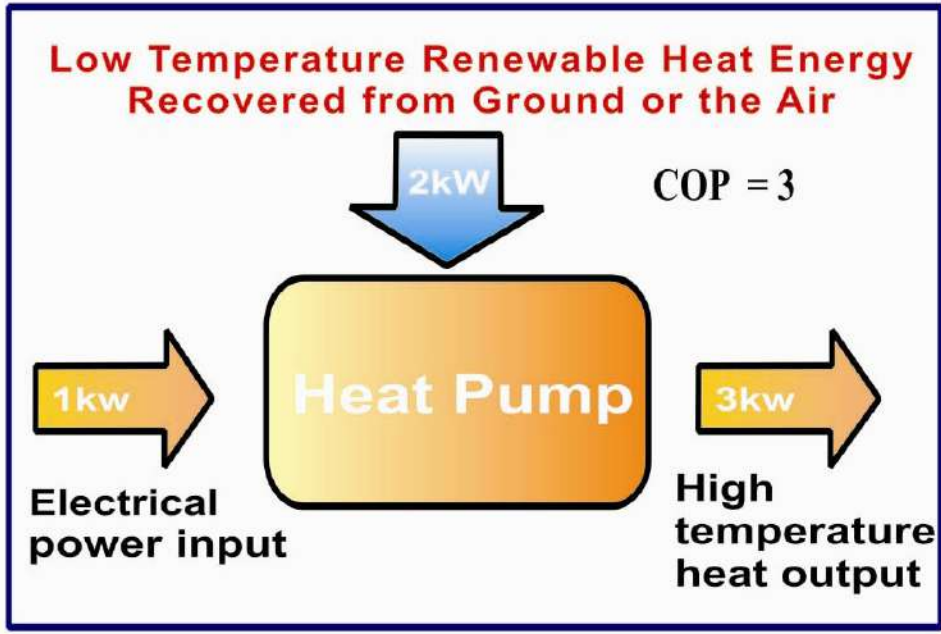 Low Temperature Renewable Heat Energy
Recovered from Ground or the Air
2kW
COP = 3
1kw
Heat Pump
3kw
Electrical
power input
High
temperature
heat output